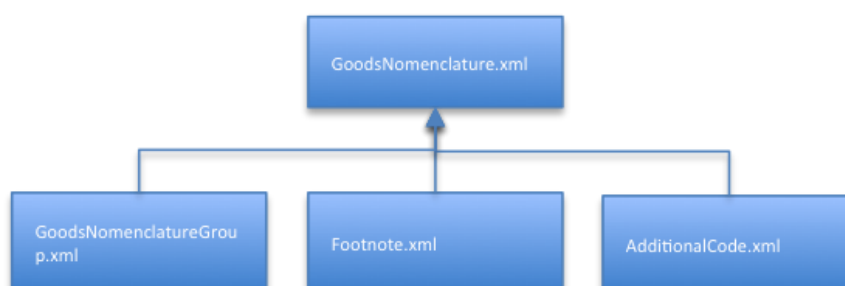 GoodsNomenclature.xml
GoodsNomenclatureGrou
p.xml
Footnote.xml
AdditionalCode.xml